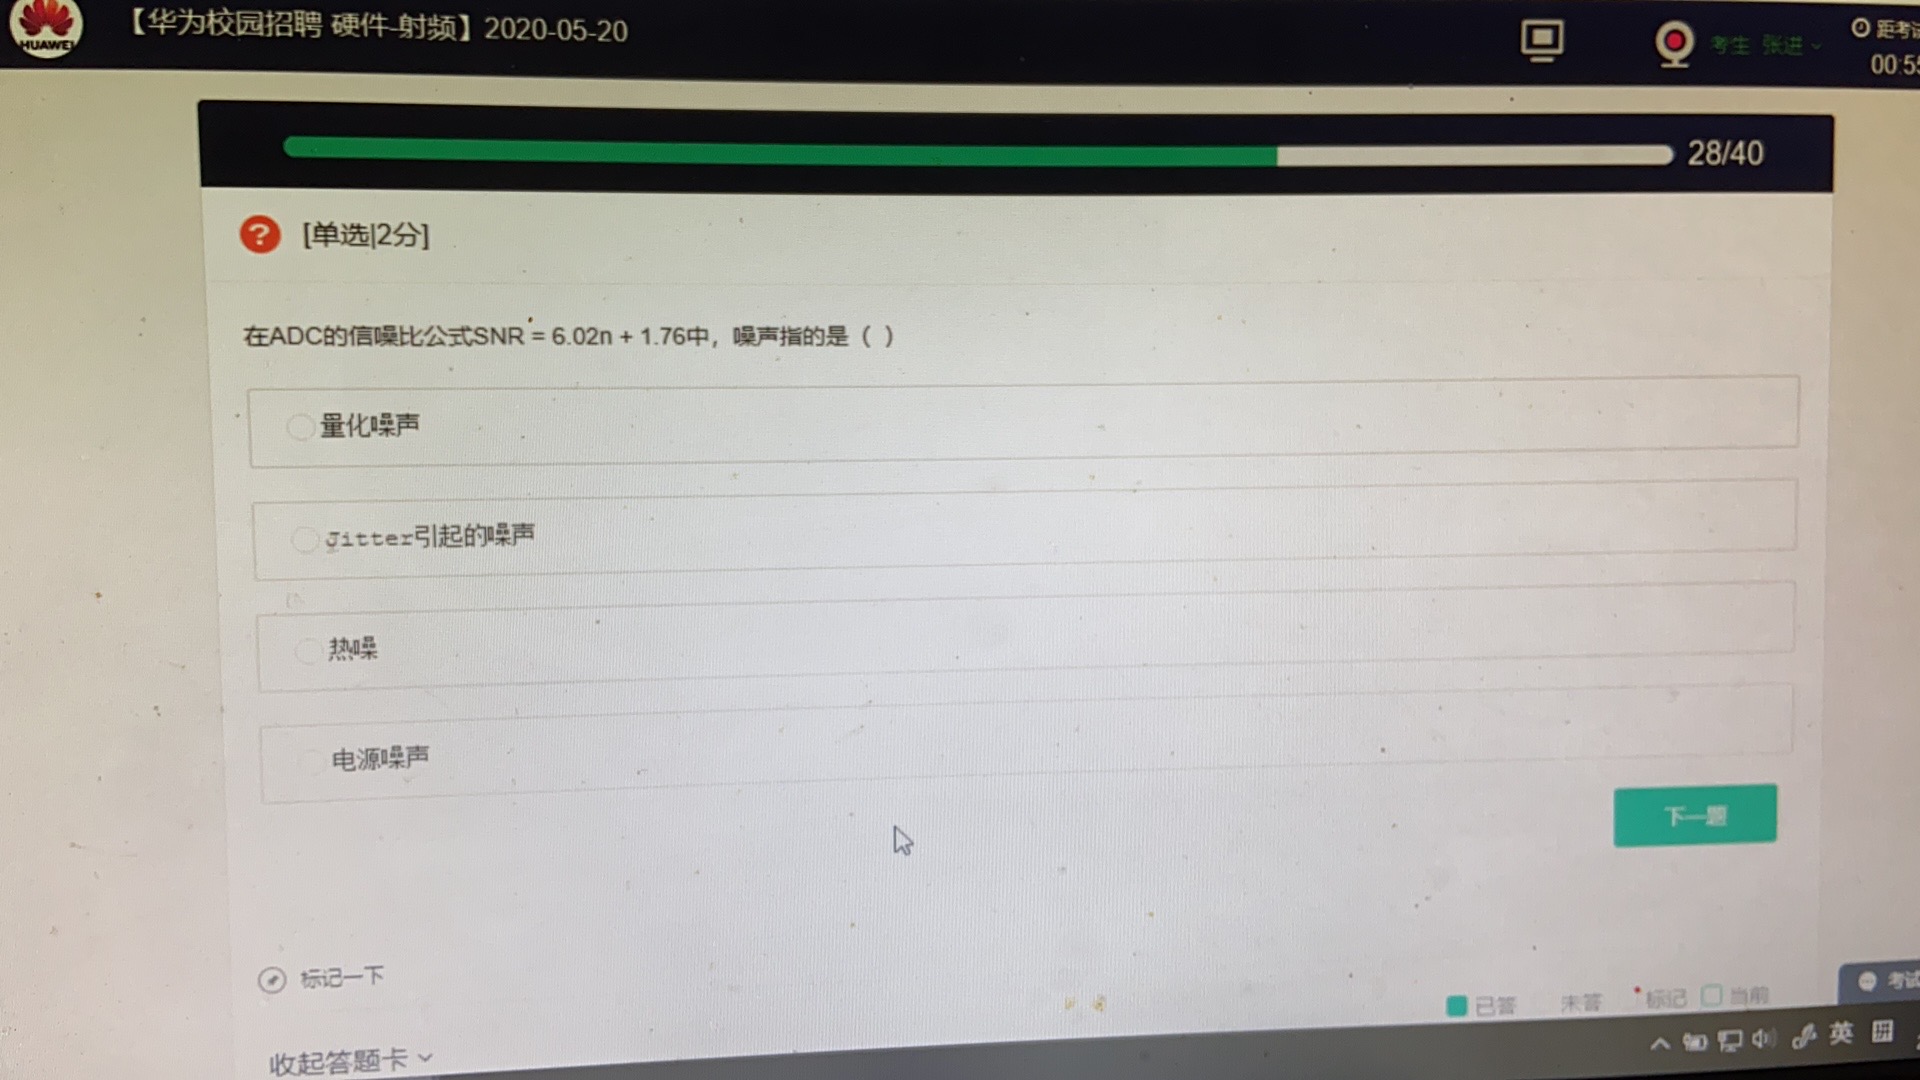 HUAWEI
【华为校园招聘 硬件-射频】2020-05-20
考生 张进
距考试
00:55
28/40
?
[单选|2分]
在ADC的信噪比公式SNR = 6.02n + 1.76中，噪声指的是（ ）
量化噪声
Jitter引起的噪声
热噪
电源噪声
下一题
标记一下
已答 未答 标记 当前
考试
收起答题卡
英